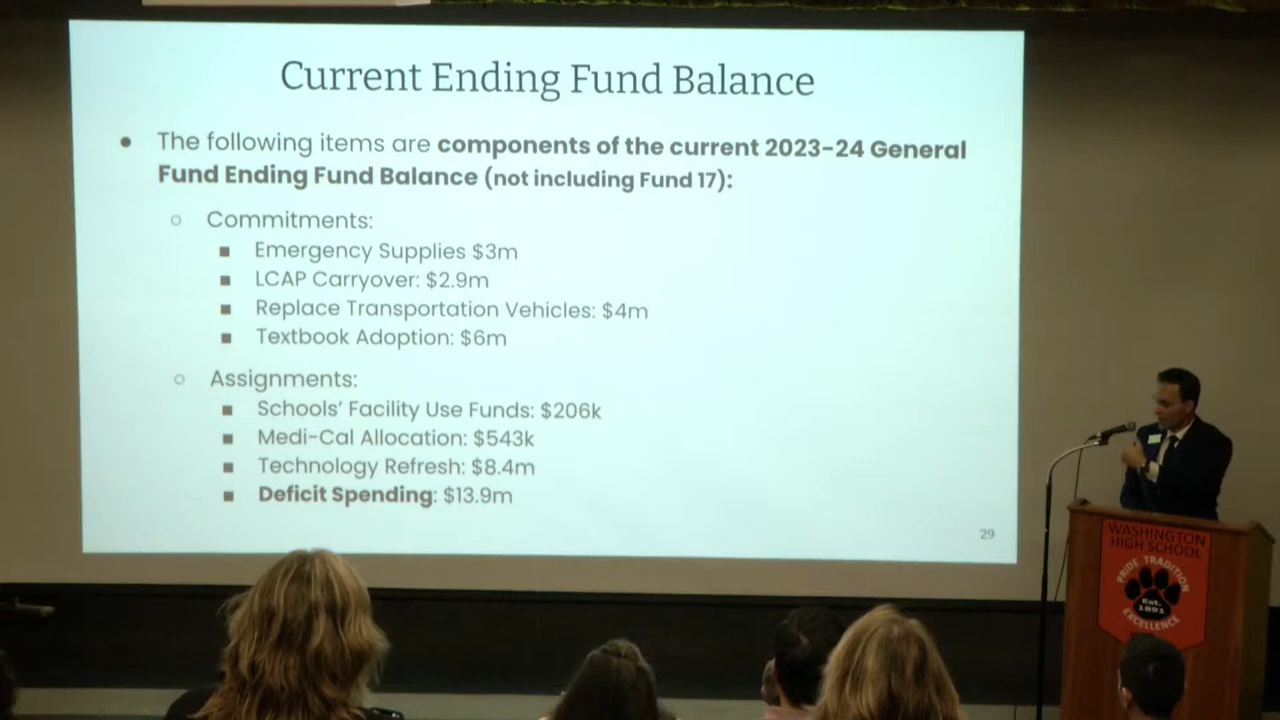 Current Ending Fund Balance
The following items are components of the current 2023-24 General
Fund Ending Fund Balance (not including Fund 17):
Commitments:
Emergency Supplies $3m
LCAP Carryover: $2.9m
Replace Transportation Vehicles: $4m
Textbook Adoption: $6m
Assignments:
Schools' Facility Use Funds: $206k
Medi-Cal Allocation: $543k
Technology Refresh: $8.4m
Deficit Spending: $13.9m
29
WASHINGTON
HIGH SCHOOL
PRIDE TRADITION
Est.
1891
EXCELLENCE